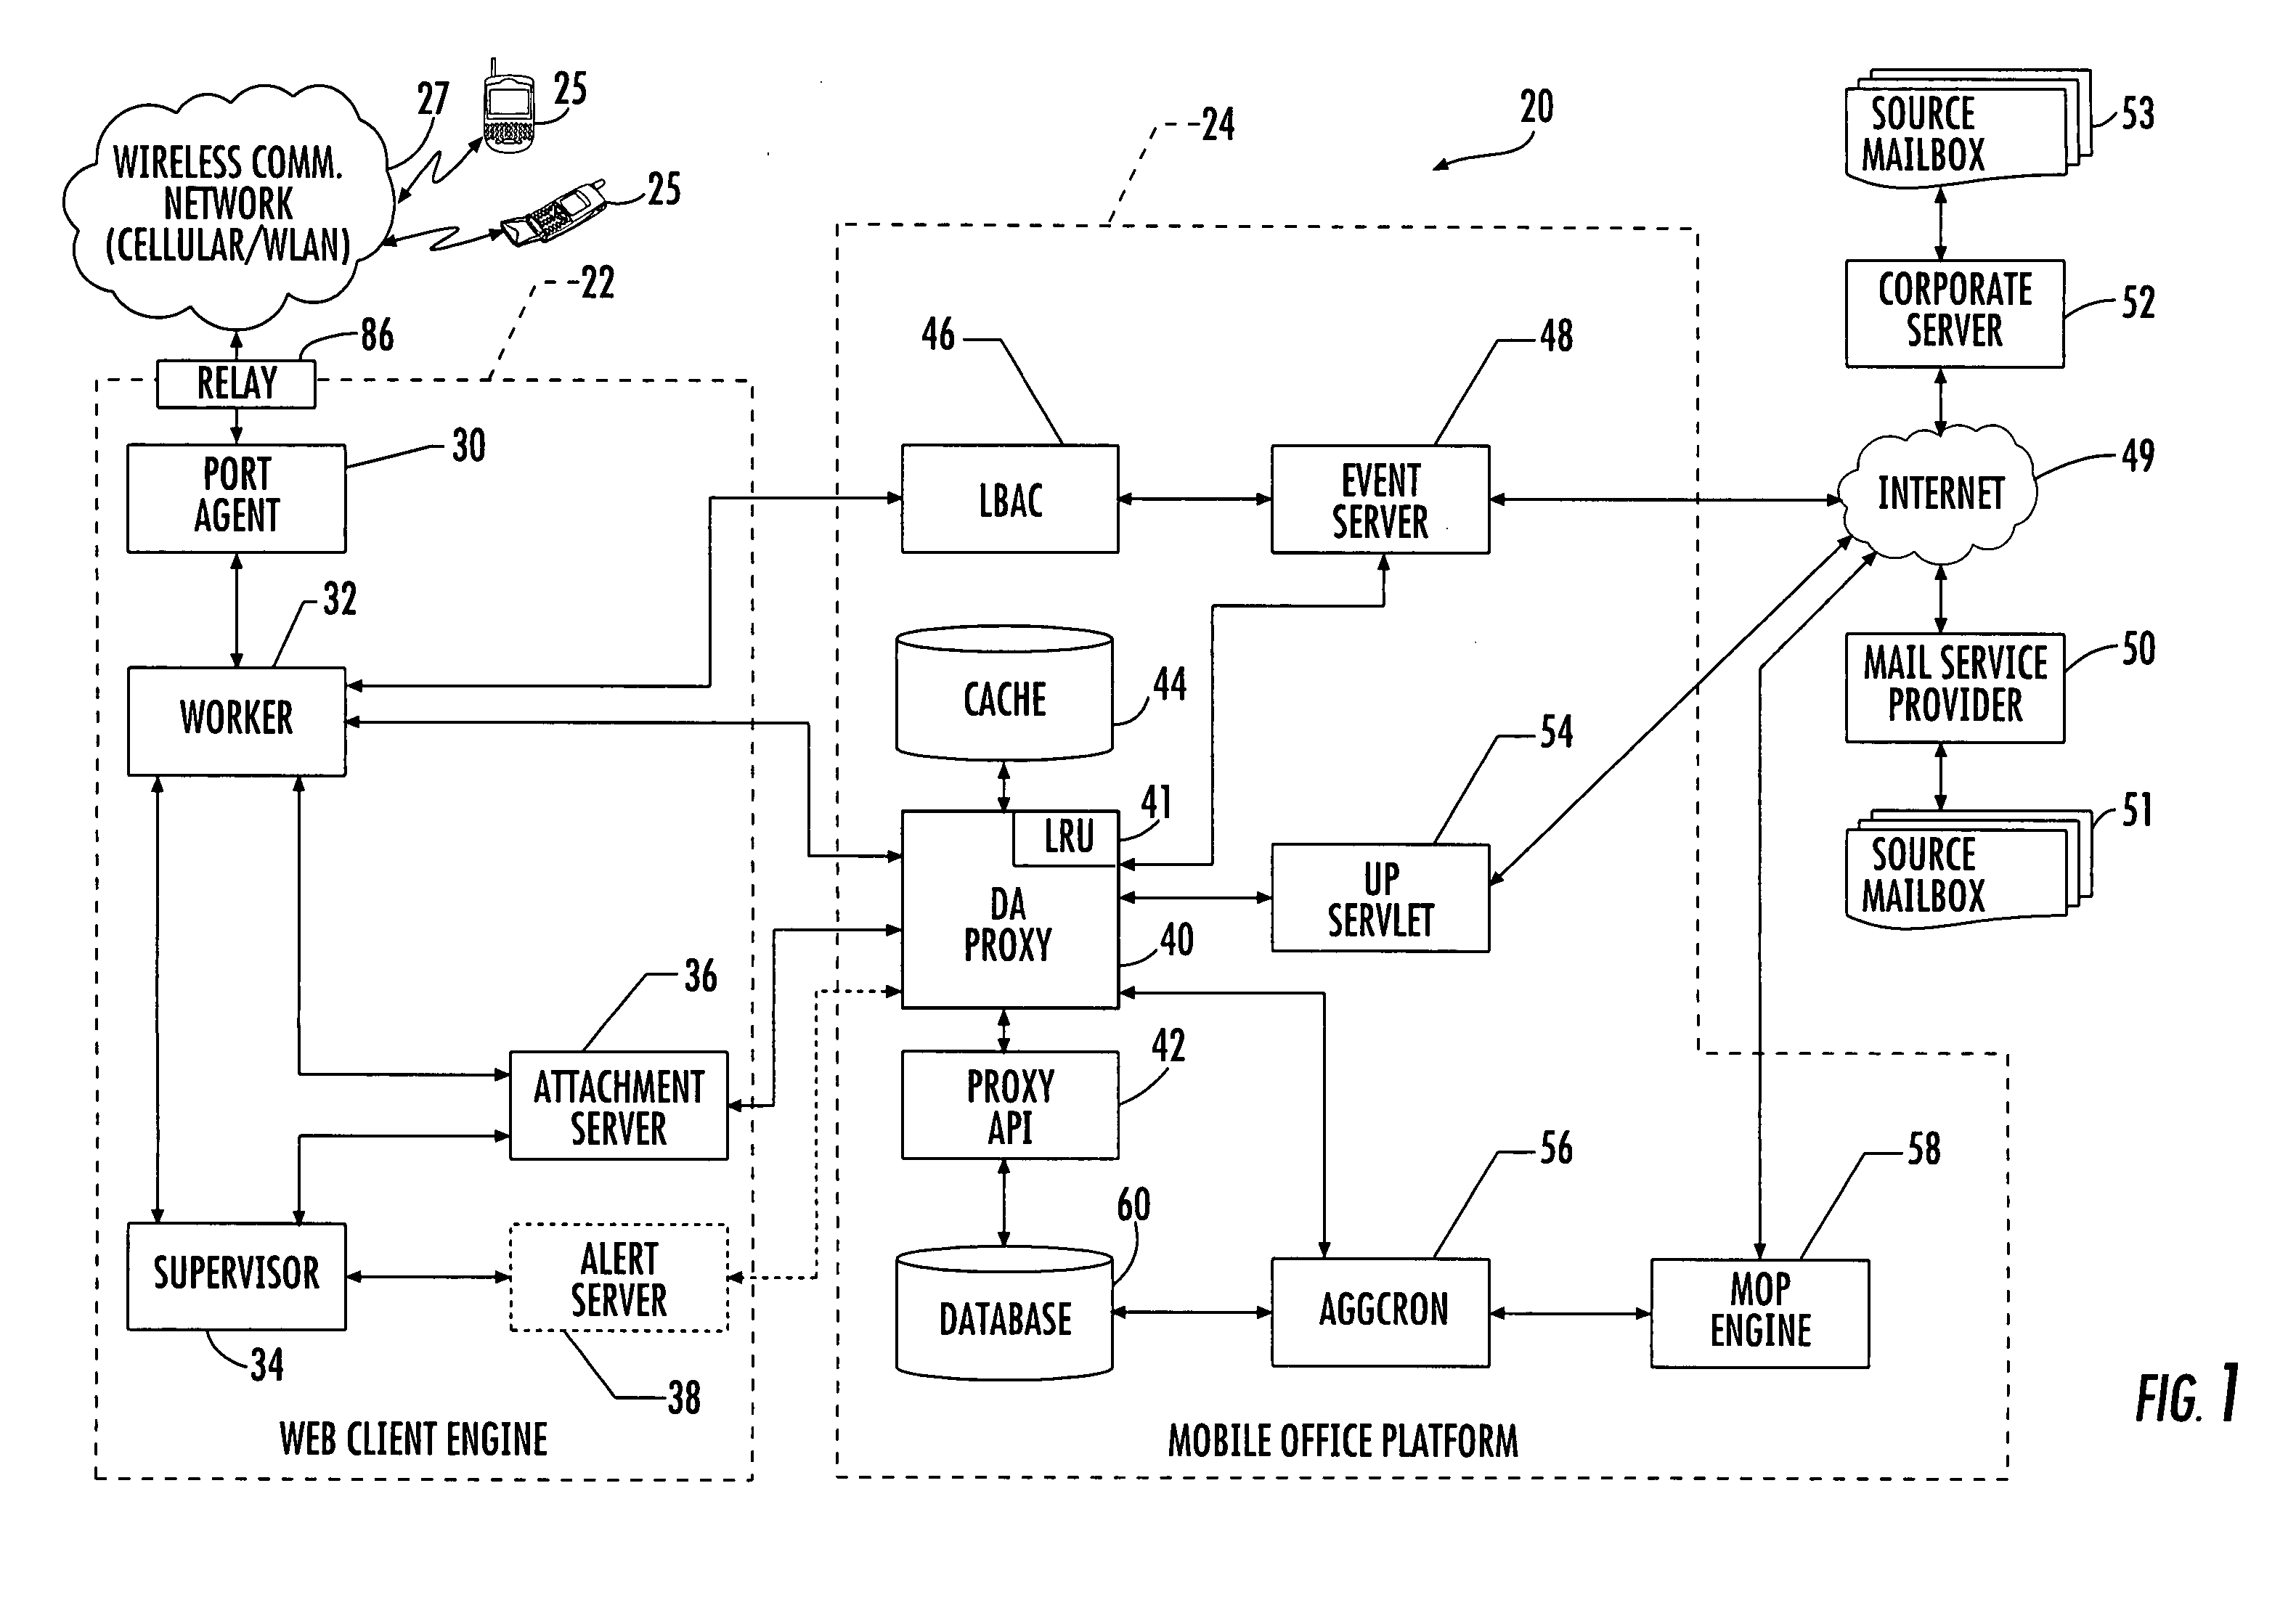 27
25
25
WIRELESS COMM.
NETWORK
(CELLULAR/WLAN)
22
86
RELAY
30
PORT
AGENT
32
WORKER
36
ATTACHMENT
SERVER
SUPERVISOR
34
ALERT
SERVER
38
WEB CLIENT ENGINE
24
20
46
LBAC
48
EVENT
SERVER
CACHE
44
41
LRU
DA
PROXY
40
54
UP
SERVLET
42
PROXY
API
60
DATABASE
56
AGGCRON
58
MOP
ENGINE
MOBILE OFFICE PLATFORM
SOURCE
MAILBOX
53
CORPORATE
SERVER
52
INTERNET
49
MAIL SERVICE
PROVIDER
50
SOURCE
MAILBOX
51
FIG. 1